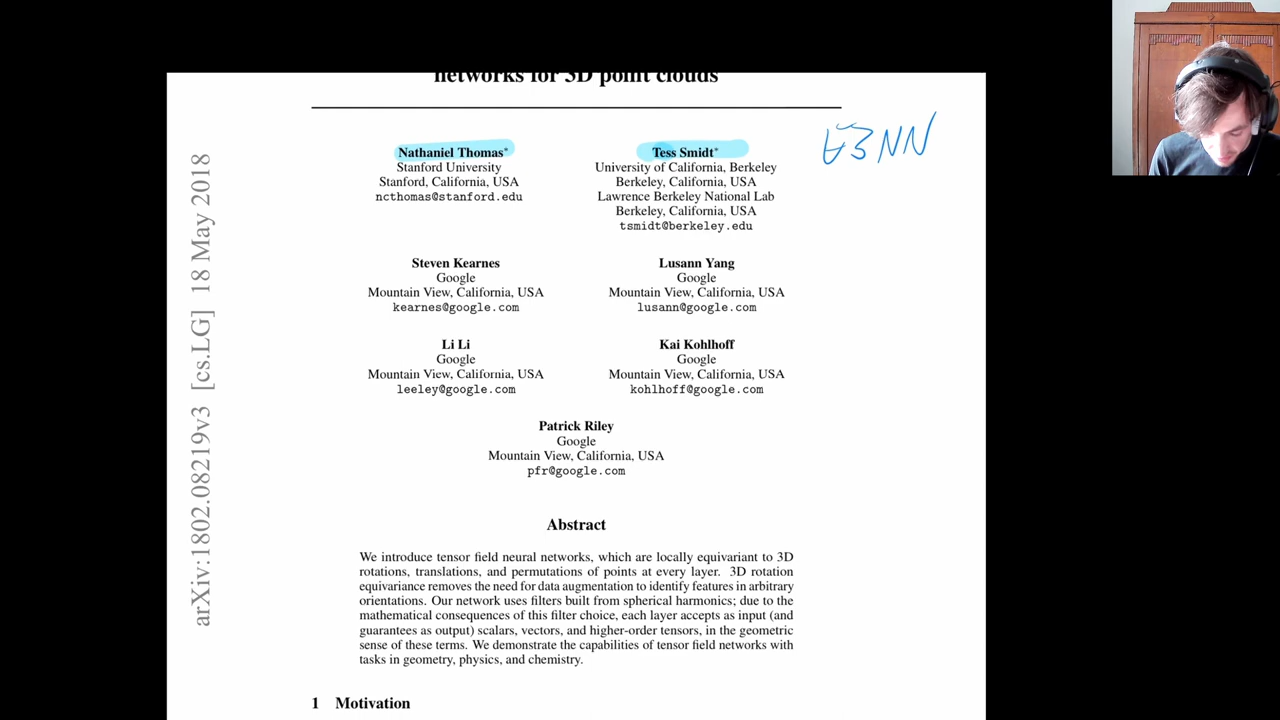 networks for 3D point clouds
Nathaniel Thomas*
Stanford University
Stanford, California, USA
ncthomas@stanford.edu
Tess Smidt*
University of California, Berkeley
Berkeley, California, USA
Lawrence Berkeley National Lab
Berkeley, California, USA
tsmidt@berkeley.edu
E3NN
Steven Kearnes
Google
Mountain View, California, USA
kearnes@google.com
Lusann Yang
Google
Mountain View, California, USA
lusann@google.com
Li Li
Google
Mountain View, California, USA
leeley@google.com
Kai Kohlhoff
Google
Mountain View, California, USA
kohlhoff@google.com
Patrick Riley
Google
Mountain View, California, USA
pfr@google.com
arXiv:1802.08219v3 [cs.LG] 18 May 2018
Abstract
We introduce tensor field neural networks, which are locally equivariant to 3D
rotations, translations, and permutations of points at every layer. 3D rotation
equivariance removes the need for data augmentation to identify features in arbitrary
orientations. Our network uses filters built from spherical harmonics; due to the
mathematical consequences of this filter choice, each layer accepts as input (and
guarantees as output) scalars, vectors, and higher-order tensors, in the geometric
sense of these terms. We demonstrate the capabilities of tensor field networks with
tasks in geometry, physics, and chemistry.
1 Motivation